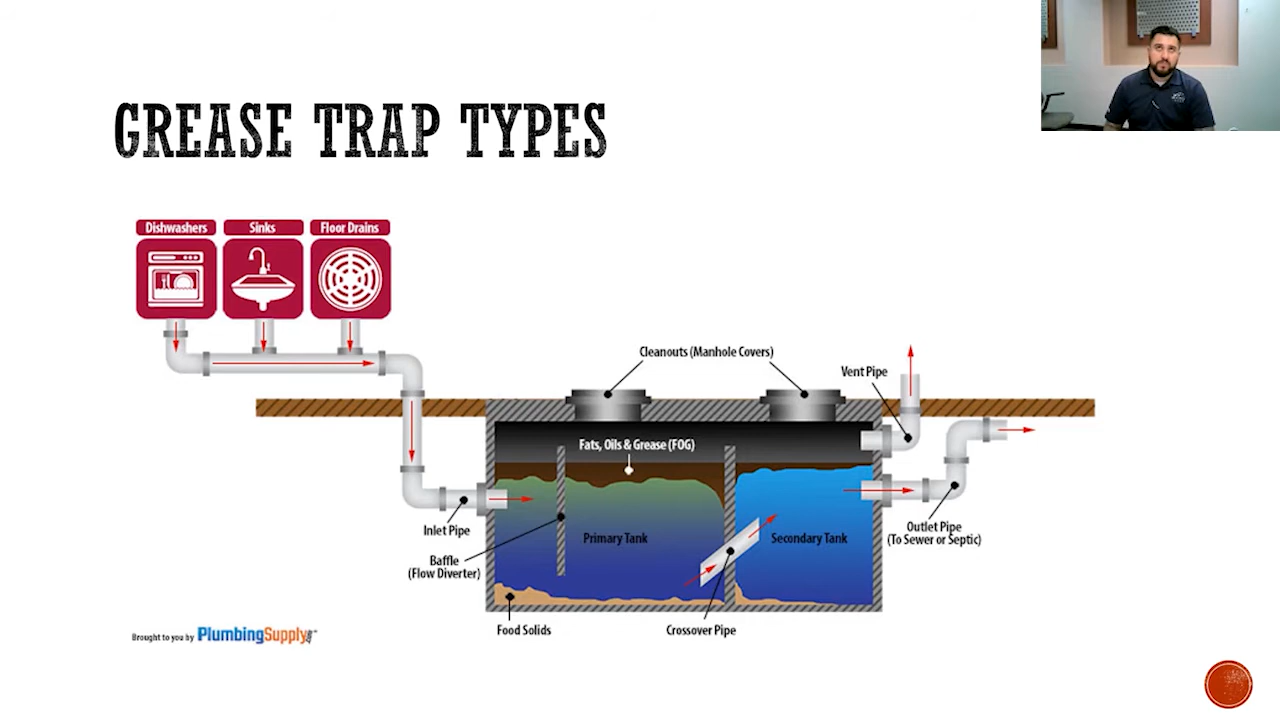 GREASE TRAP TYPES
Dishwashers
Sinks
Floor Drains
Cleanouts (Manhole Covers)
Vent Pipe
Fats, Oils & Grease (FOG)
Inlet Pipe
Primary Tank
Secondary Tank
Outlet Pipe
(To Sewer or Septic)
Baffle
(Flow Diverter)
Food Solids
Crossover Pipe
Brought to you by PlumbingSupply